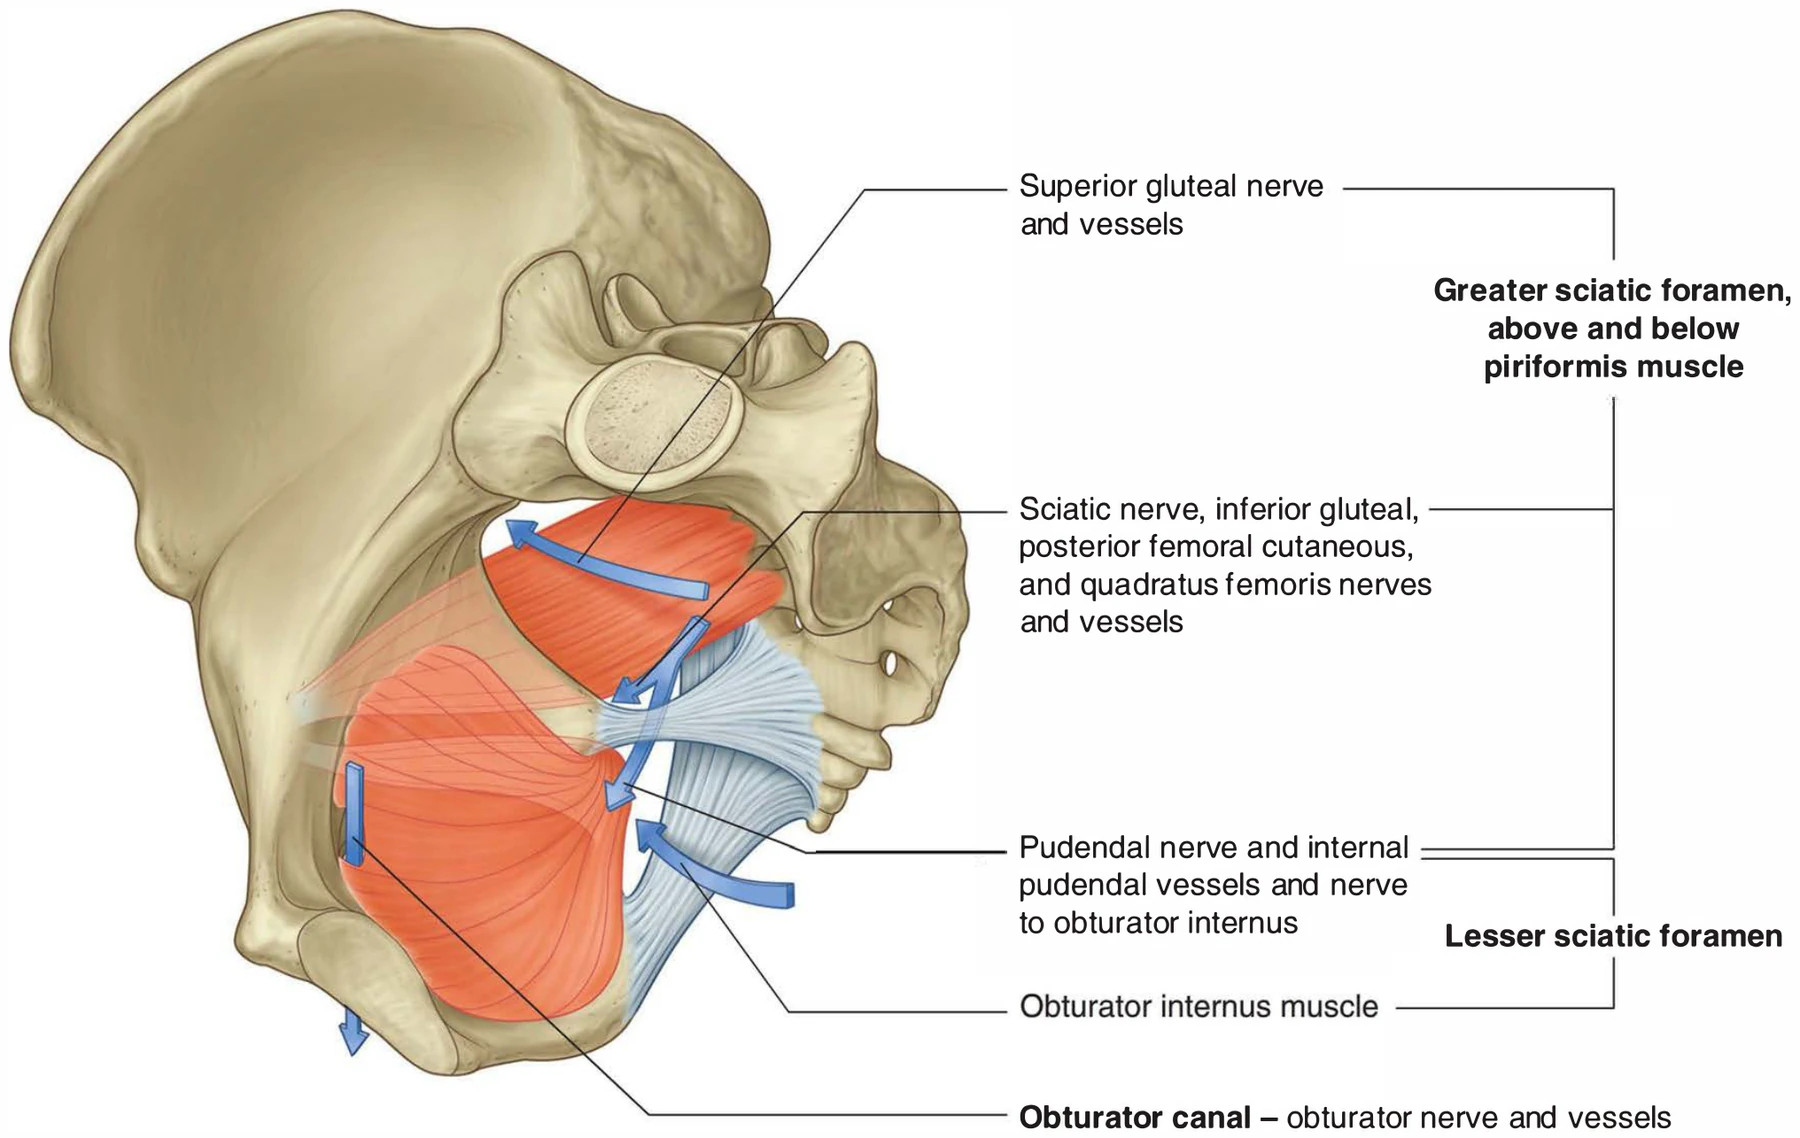 Superior gluteal nerve
and vessels
Greater sciatic foramen,
above and below
piriformis muscle
Sciatic nerve, inferior gluteal,
posterior femoral cutaneous,
and quadratus femoris nerves
and vessels
Pudendal nerve and internal
pudendal vessels and nerve
to obturator internus
Lesser sciatic foramen
Obturator internus muscle
Obturator canal – obturator nerve and vessels